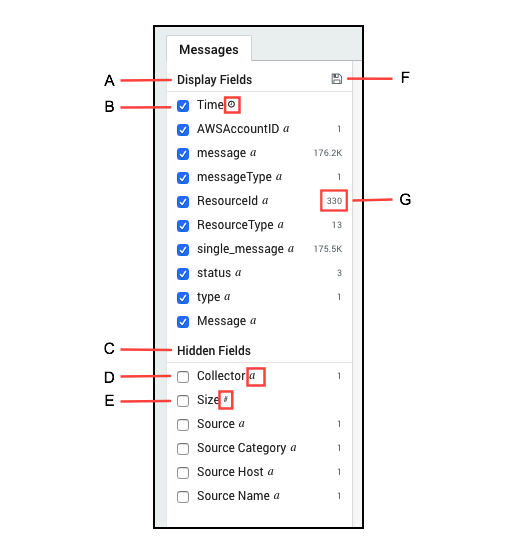 Messages
A Display Fields F
B Time
AWSAccountID a 1
message a 176.2K
messageType a 1
ResourceId a 330 G
ResourceType a 13
single_message a 175.5K
status a 3
type a 1
Message a
C Hidden Fields
D Collector a 1
E Size #
Source a 1
Source Category a 1
Source Host a 1
Source Name a 1